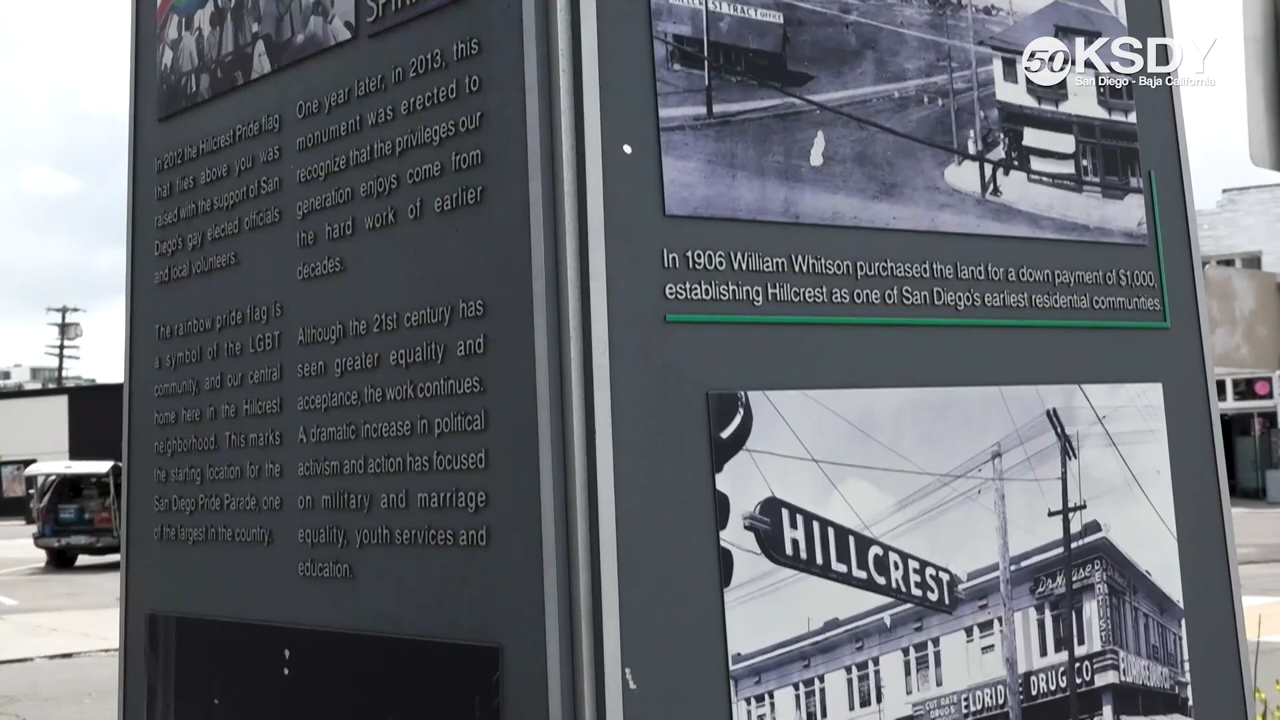 In 2012 the Hillcrest Pride flag
that flies above you was
raised with the support of San
Diego's gay elected officials
and local volunteers.
The rainbow pride flag is
a symbol of the LGBT
community, and our central
home here in the Hillcrest
neighborhood. This marks
the starting location for the
San Diego Pride Parade, one
of the largest in the country.
One year later, in 2013, this
monument was erected to
recognize that the privileges our
generation enjoys come from
the hard work of earlier
decades.
Although the 21st century has
seen greater equality and
acceptance, the work continues.
A dramatic increase in political
activism and action has focused
on military and marriage
equality, youth services and
education.
TRACT OFFICE
50 KSDY
San Diego - Baja California
In 1906 William Whitson purchased the land for a down payment of $1,000,
establishing Hillcrest as one of San Diego's earliest residential communities.
HILLCREST
DENTIST
CUT RATE
DRUGS
ELDRIDGE DRUG CO